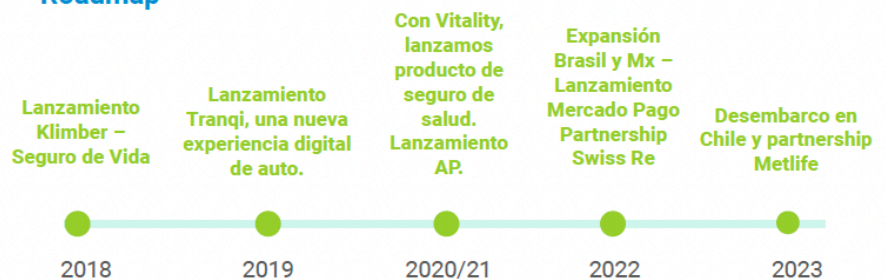 Roadmap
Lanzamiento
Klimber –
Seguro de Vida
Lanzamiento
Tranqi, una nueva
experiencia digital
de auto.
Con Vitality,
lanzamos
producto de
seguro de
salud.
Lanzamiento
AP.
Expansión
Brasil y Mx –
Lanzamiento
Mercado Pago
Partnership
Swiss Re
Desembarco en
Chile y partnership
Metlife
2018
2019
2020/21
2022
2023